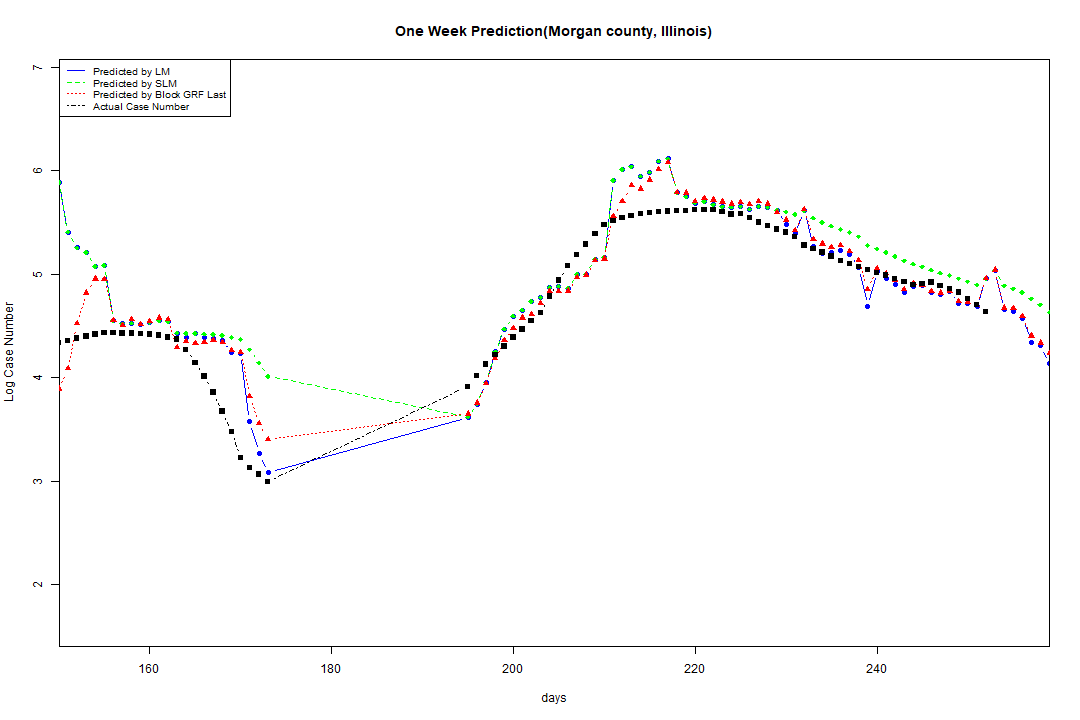 One Week Prediction(Morgan county, Illinois)
Predicted by LM
Predicted by SLM
Predicted by Block GRF Last
Actual Case Number
Log Case Number
7
6
5
4
3
2
160 180 200 220 240
days